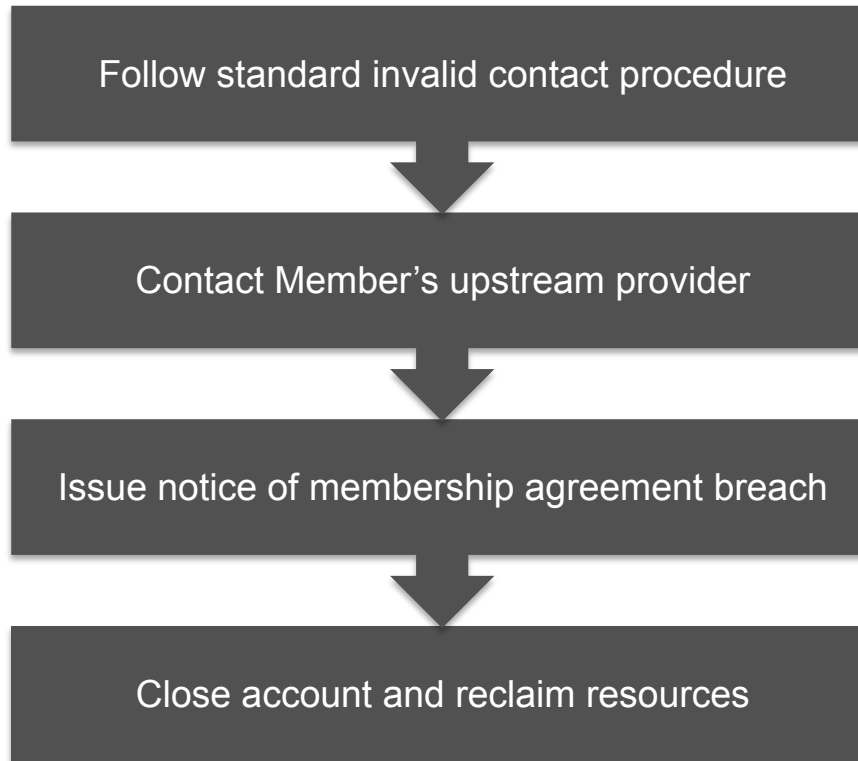 Follow standard invalid contact procedure
Contact Member’s upstream provider
Issue notice of membership agreement breach
Close account and reclaim resources